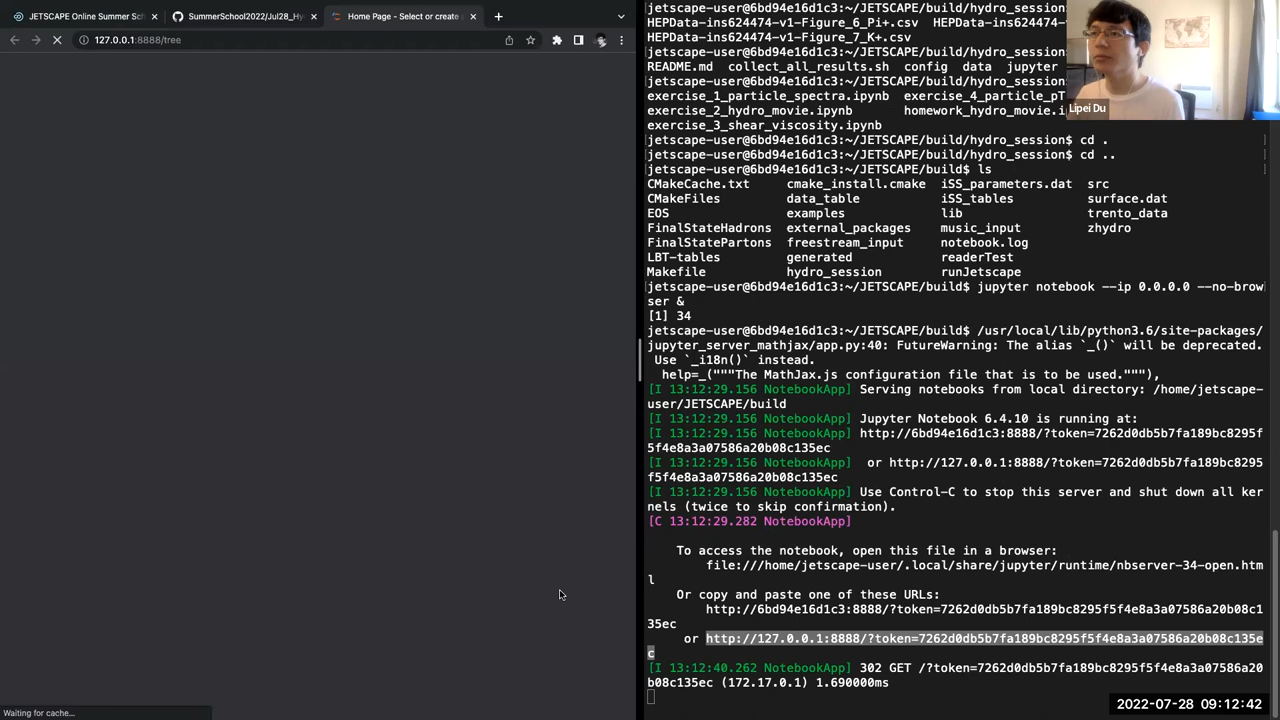 JETSCAPE Online Summer Sch
SummerSchool2022/Jul28_Hy
Home Page - Select or create
127.0.0.1:8888/tree
Waiting for cache...
HEPData-ins624474-v1-Figure_6_Pi+.csv  HEPData-ins624474-v1-Figure_
HEPData-ins624474-v1-Figure_7_K+.csv
jetscape-user@6bd94e16d1c3:~/JETSCAPE/build/hydro_session$
README.md  collect_all_results.sh  config  data  jupyter
jetscape-user@6bd94e16d1c3:~/JETSCAPE/build/hydro_session$
exercise_1_particle_spectra.ipynb  exercise_4_particle_pT
exercise_2_hydro_movie.ipynb       homework_hydro_movie.i
exercise_3_shear_viscosity.ipynb
jetscape-user@6bd94e16d1c3:~/JETSCAPE/build/hydro_session$ cd .
jetscape-user@6bd94e16d1c3:~/JETSCAPE/build/hydro_session$ cd ..
jetscape-user@6bd94e16d1c3:~/JETSCAPE/build$ ls
CMakeCache.txt     cmake_install.cmake  iSS_parameters.dat  src
CMakeFiles         data_table           iSS_tables          surface.dat
EOS                examples             lib                 trento_data
FinalStateHadrons  external_packages    music_input         zhydro
FinalStatePartons  freestream_input     notebook.log
LBT-tables         generated            readerTest
Makefile           hydro_session        runJetscape
jetscape-user@6bd94e16d1c3:~/JETSCAPE/build$ jupyter notebook --ip 0.0.0.0 --no-brow
ser &
[1] 34
jetscape-user@6bd94e16d1c3:~/JETSCAPE/build$ /usr/local/lib/python3.6/site-packages/
jupyter_server_mathjax/app.py:40: FutureWarning: The alias `_()` will be deprecated.
Use `_i18n()` instead.
help=_("""The MathJax.js configuration file that is to be used."""),
[I 13:12:29.156 NotebookApp] Serving notebooks from local directory: /home/jetscape-
user/JETSCAPE/build
[I 13:12:29.156 NotebookApp] Jupyter Notebook 6.4.10 is running at:
[I 13:12:29.156 NotebookApp] http://6bd94e16d1c3:8888/?token=7262d0db5b7fa189bc8295f
5f4e8a3a07586a20b08c135ec
[I 13:12:29.156 NotebookApp]  or http://127.0.0.1:8888/?token=7262d0db5b7fa189bc8295
f5f4e8a3a07586a20b08c135ec
[I 13:12:29.156 NotebookApp] Use Control-C to stop this server and shut down all ker
nels (twice to skip confirmation).
[C 13:12:29.282 NotebookApp]
To access the notebook, open this file in a browser:
file:///home/jetscape-user/.local/share/jupyter/runtime/nbserver-34-open.htm
l
Or copy and paste one of these URLs:
http://6bd94e16d1c3:8888/?token=7262d0db5b7fa189bc8295f5f4e8a3a07586a20b08c1
35ec
or http://127.0.0.1:8888/?token=7262d0db5b7fa189bc8295f5f4e8a3a07586a20b08c135e
c
[I 13:12:40.262 NotebookApp] 302 GET /?token=7262d0db5b7fa189bc8295f5f4e8a3a07586a20
b08c135ec (172.17.0.1) 1.690000ms
Lipei Du
2022-07-28 09:12:42